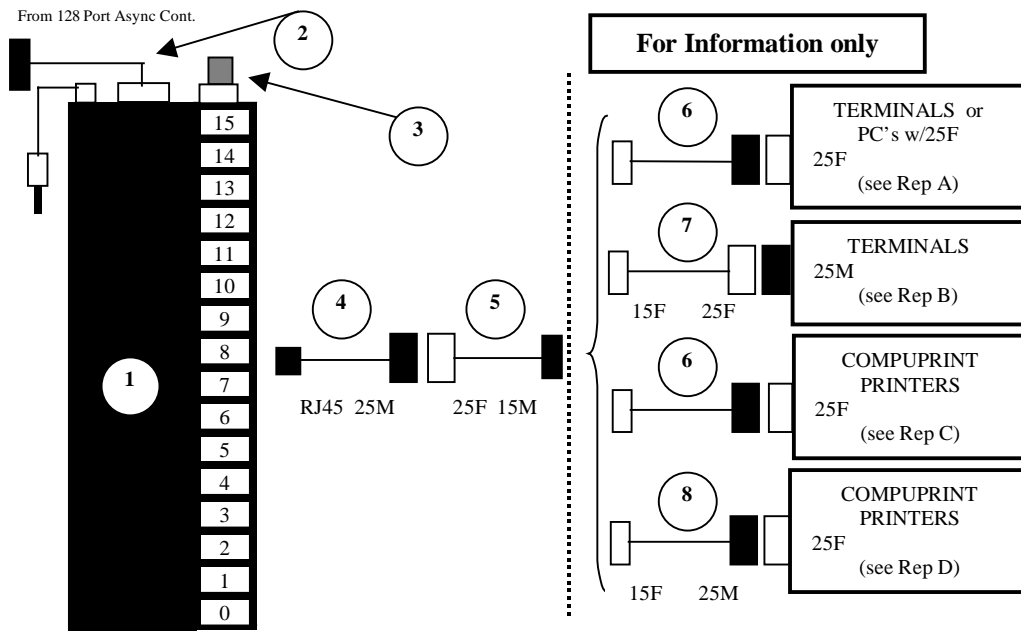 From 128 Port Async Cont.
2
For Information only
3
15
14
13
12
11
10
9
8
7
6
5
4
3
2
1
0
1
4
5
RJ45 25M
25F 15M
6
TERMINALS or
PC's w/25F
25F
(see Rep A)
7
15F 25F
TERMINALS
25M
(see Rep B)
6
COMPUPRINT
PRINTERS
25F
(see Rep C)
8
15F 25M
COMPUPRINT
PRINTERS
25F
(see Rep D)